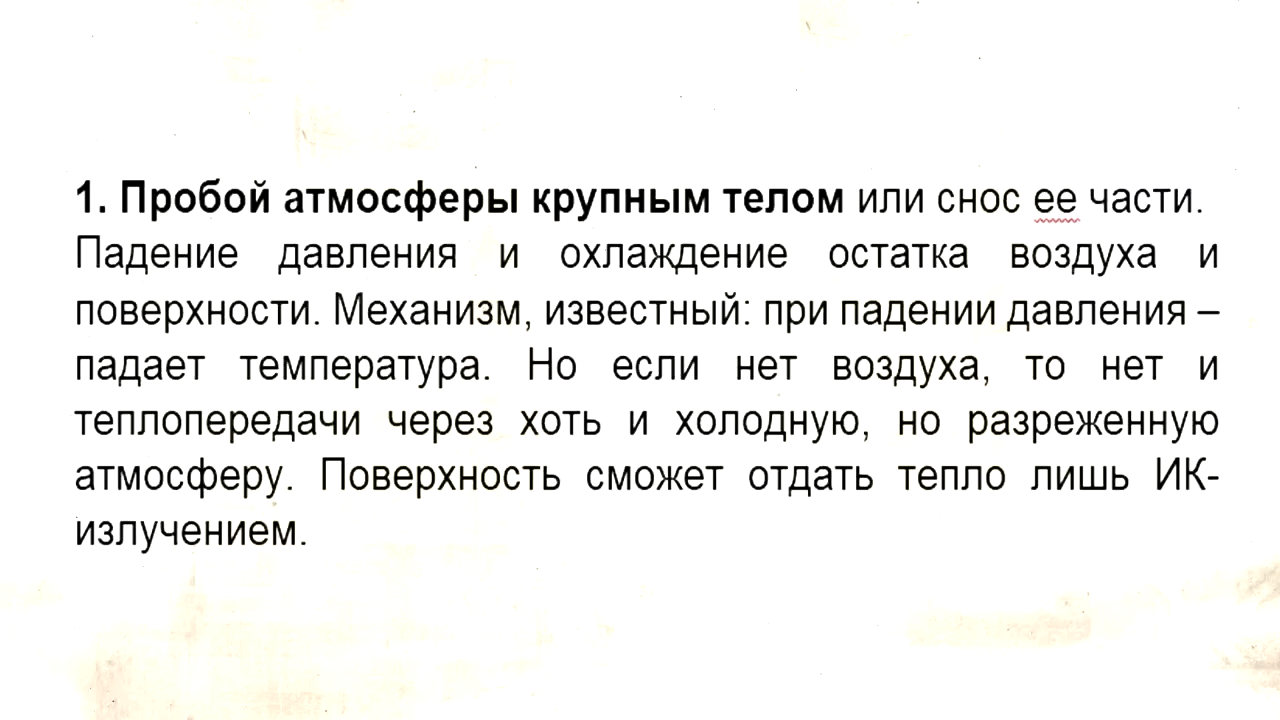 1. Пробой атмосферы крупным телом или снос ее части.
Падение давления и охлаждение остатка воздуха и
поверхности. Механизм, известный: при падении давления –
падает температура. Но если нет воздуха, то нет и
теплопередачи через хоть и холодную, но разреженную
атмосферу. Поверхность сможет отдать тепло лишь ИК-
излучением.